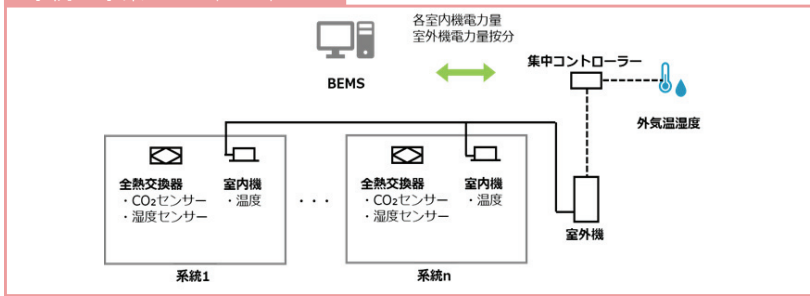 各室内機電力量
室外機電力量按分
集中コントローラー
BEMS
外気温湿度
全熱交換器
・CO₂センサー
・湿度センサー
室内機
・温度
・・・
全熱交換器
・CO₂センサー
・湿度センサー
室内機
・温度
室外機
系統1
系統n